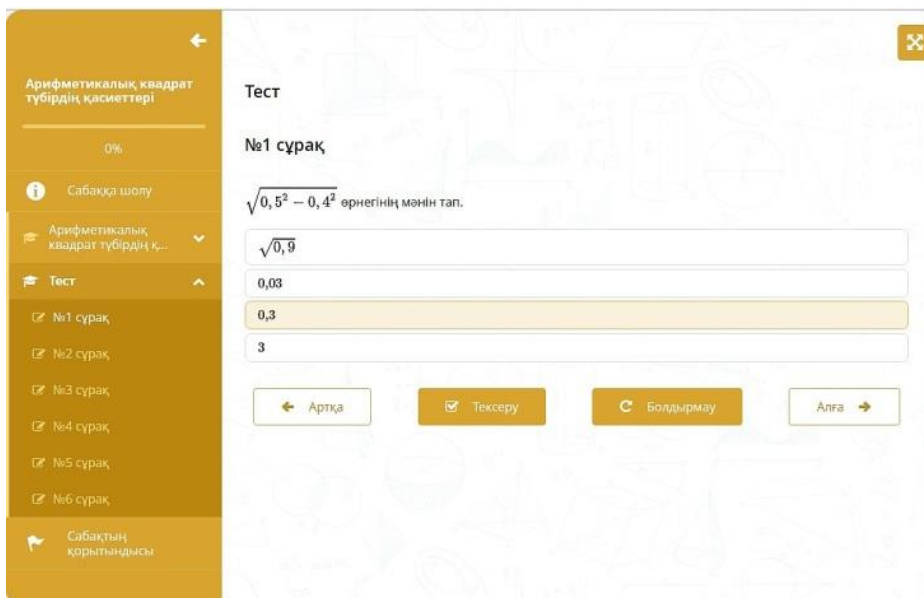 Арифметикалық квадрат
түбірдің қасиеттері
0%
Сабаққа шолу
Арифметикалық
квадрат түбірдің қ...
Тест
№1 сұрақ
№2 сұрақ
№3 сұрақ
№4 сұрақ
№5 сұрақ
№6 сұрақ
Сабақтың
қорытындысы
Тест
№1 сұрақ
√(0,5² − 0,4²) өрнегінің мәнін тап.
√0,9
0,03
0,3
3
Артқа
Тексеру
Болдырмау
Алға